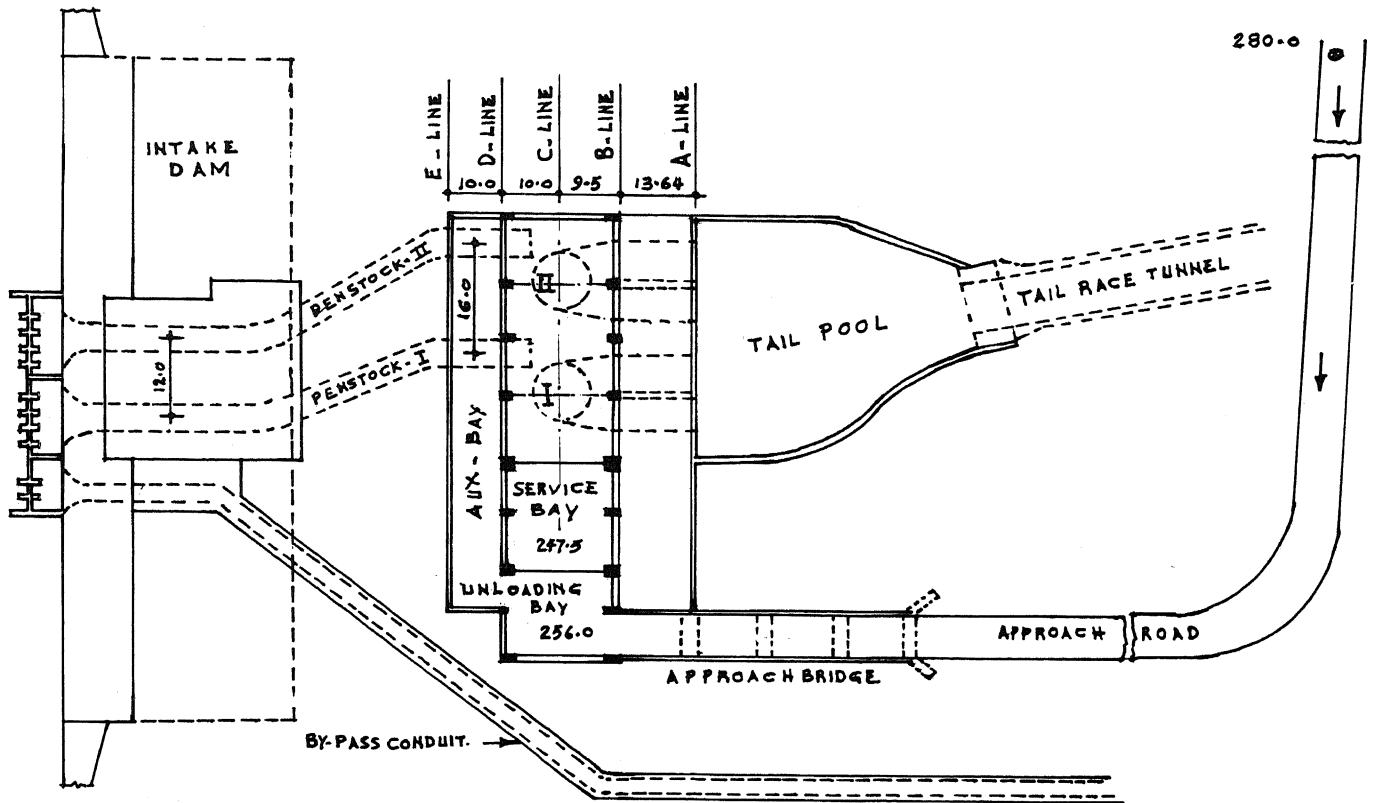 280.0
INTAKE
DAM
E-LINE
D-LINE
C-LINE
B-LINE
A-LINE
10.0
10.0
9.5
13.64
PENSTOCK-II
16.0
II
TAIL POOL
TAIL RACE TUNNEL
12.0
PENSTOCK-I
I
AUX-BAY
SERVICE
BAY
247.5
UNLOADING
BAY
256.0
APPROACH ROAD
APPROACH BRIDGE
BY-PASS CONDUIT.